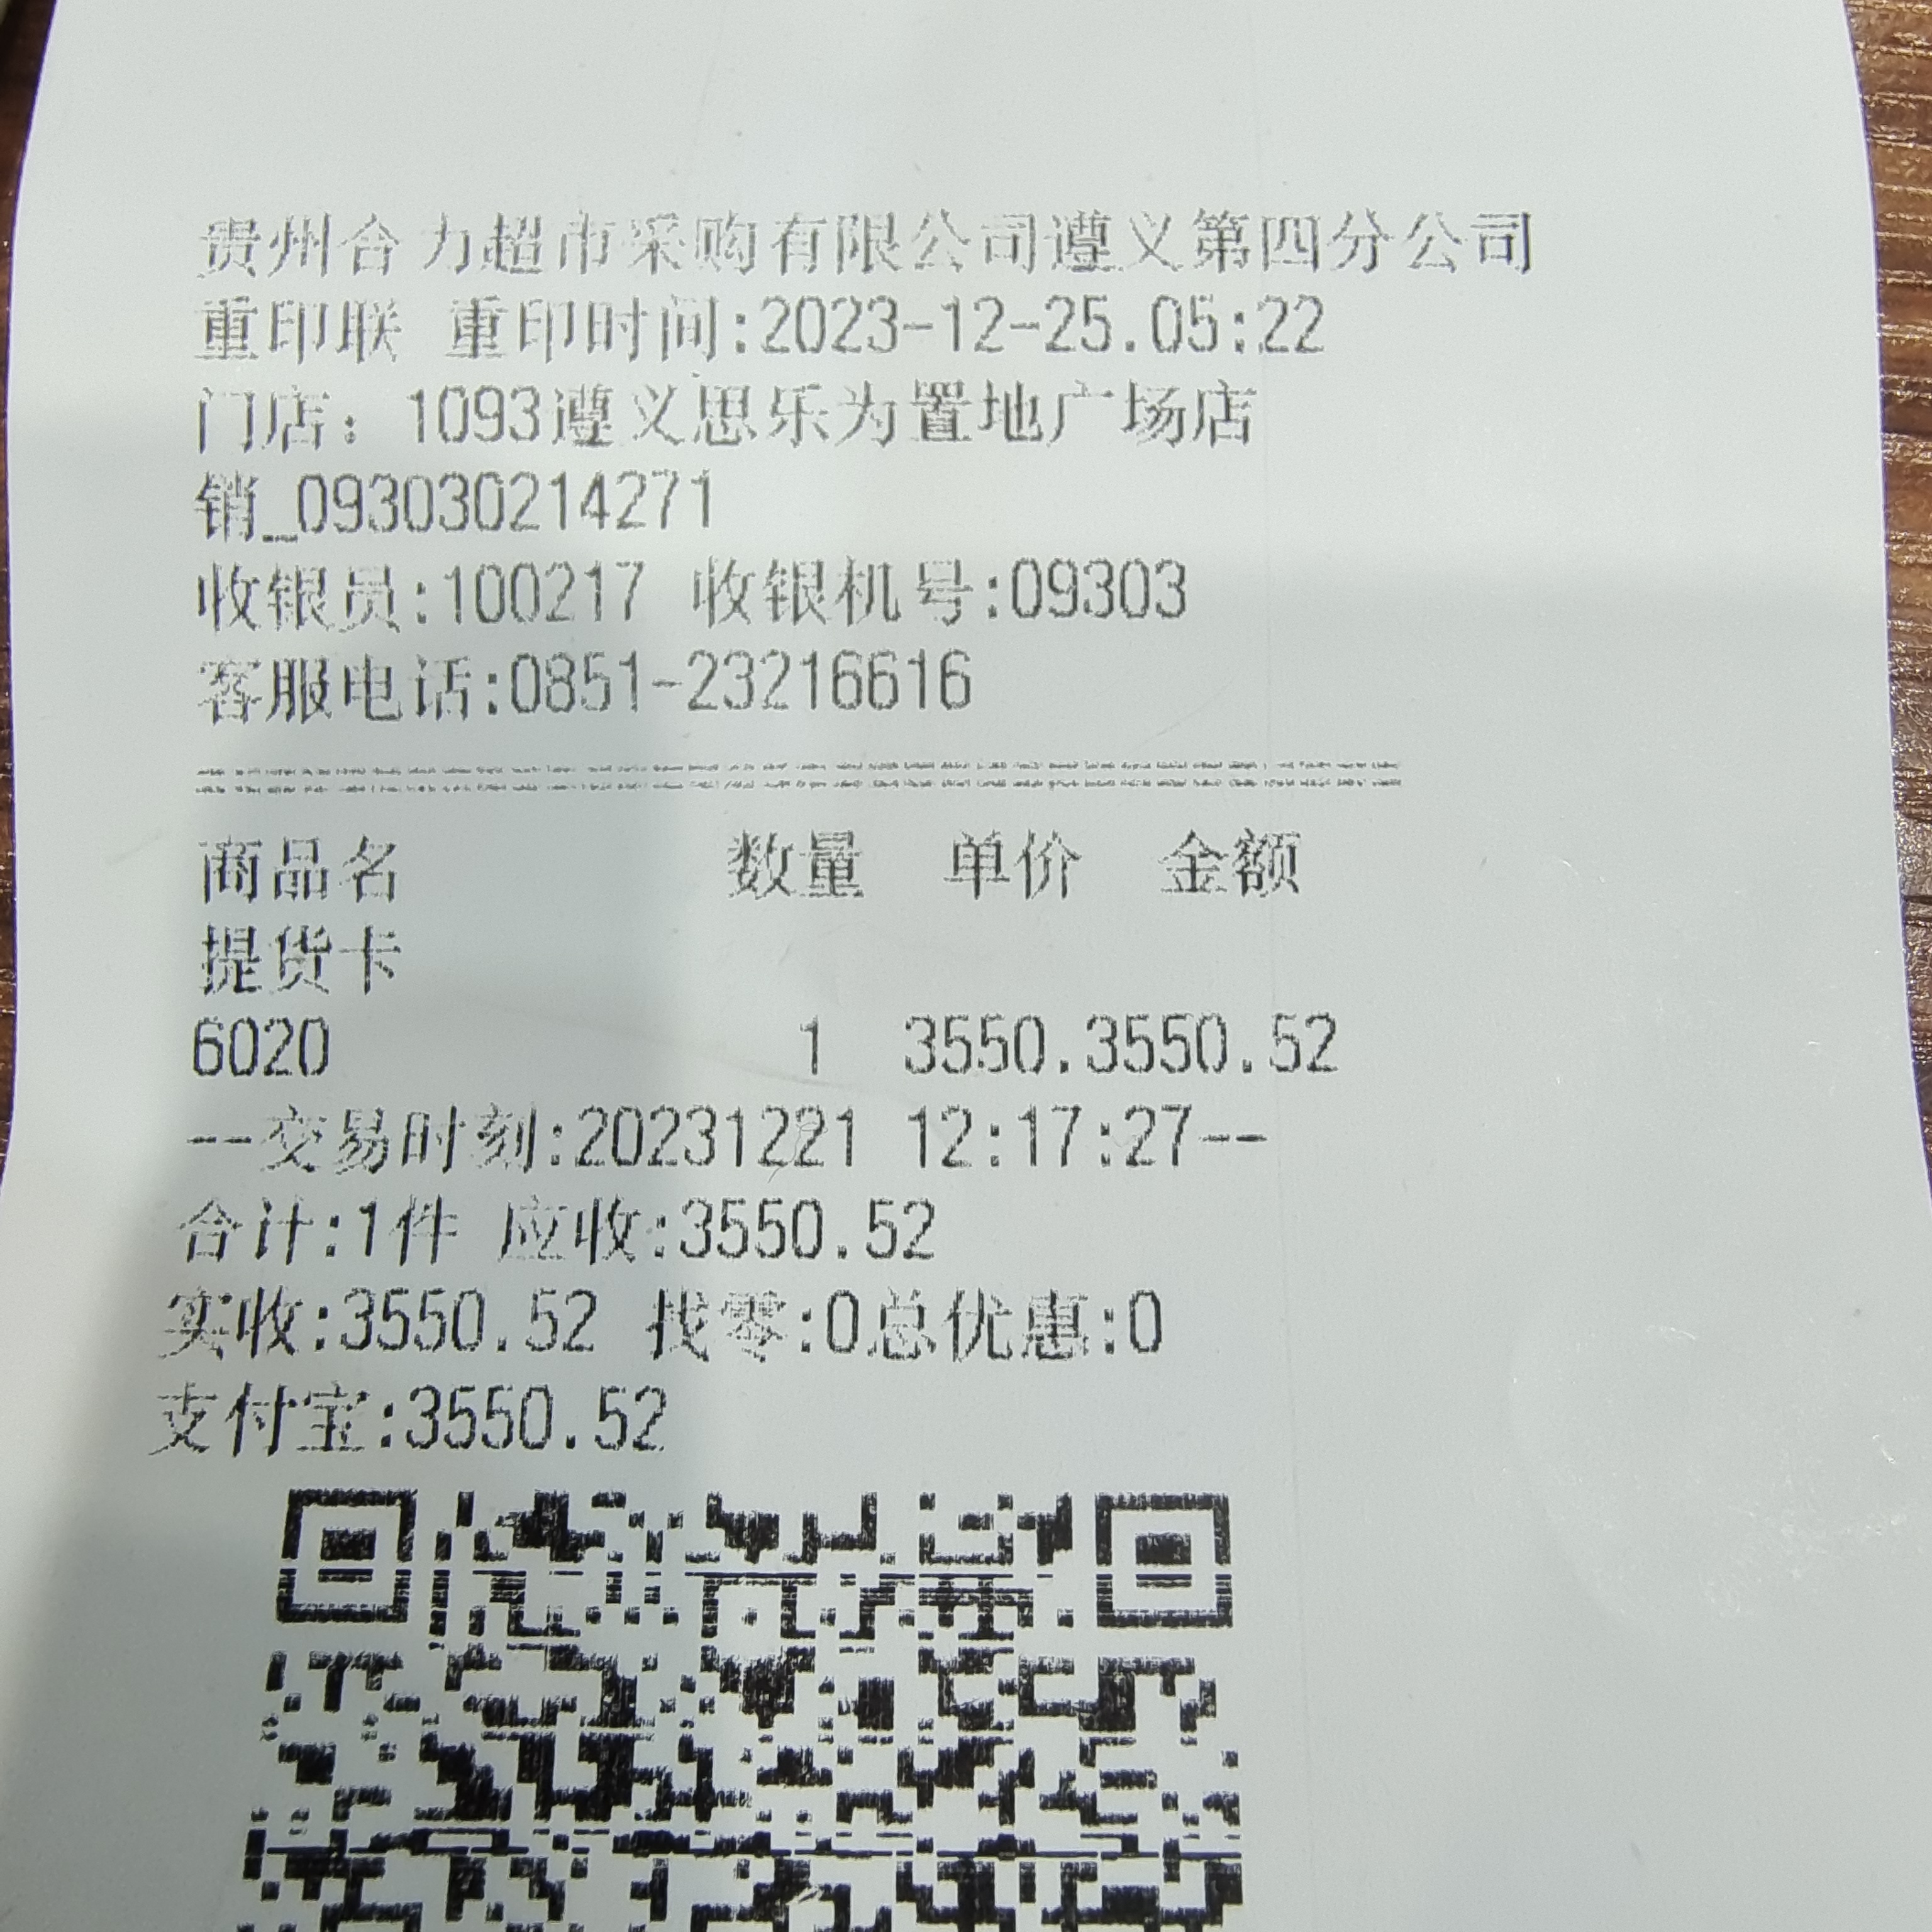 贵州合力超市采购有限公司遵义第四分公司
重印联 重印时间:2023-12-25.05:22
门店：1093遵义思乐为置地广场店
销_093030214271
收银员:100217 收银机号:09303
客服电话:0851-23216616
商品名 数量 单价 金额
提货卡
6020 1 3550.3550.52
--交易时刻:20231221 12:17:27--
合计:1件 应收:3550.52
实收:3550.52 找零:0总优惠:0
支付宝:3550.52